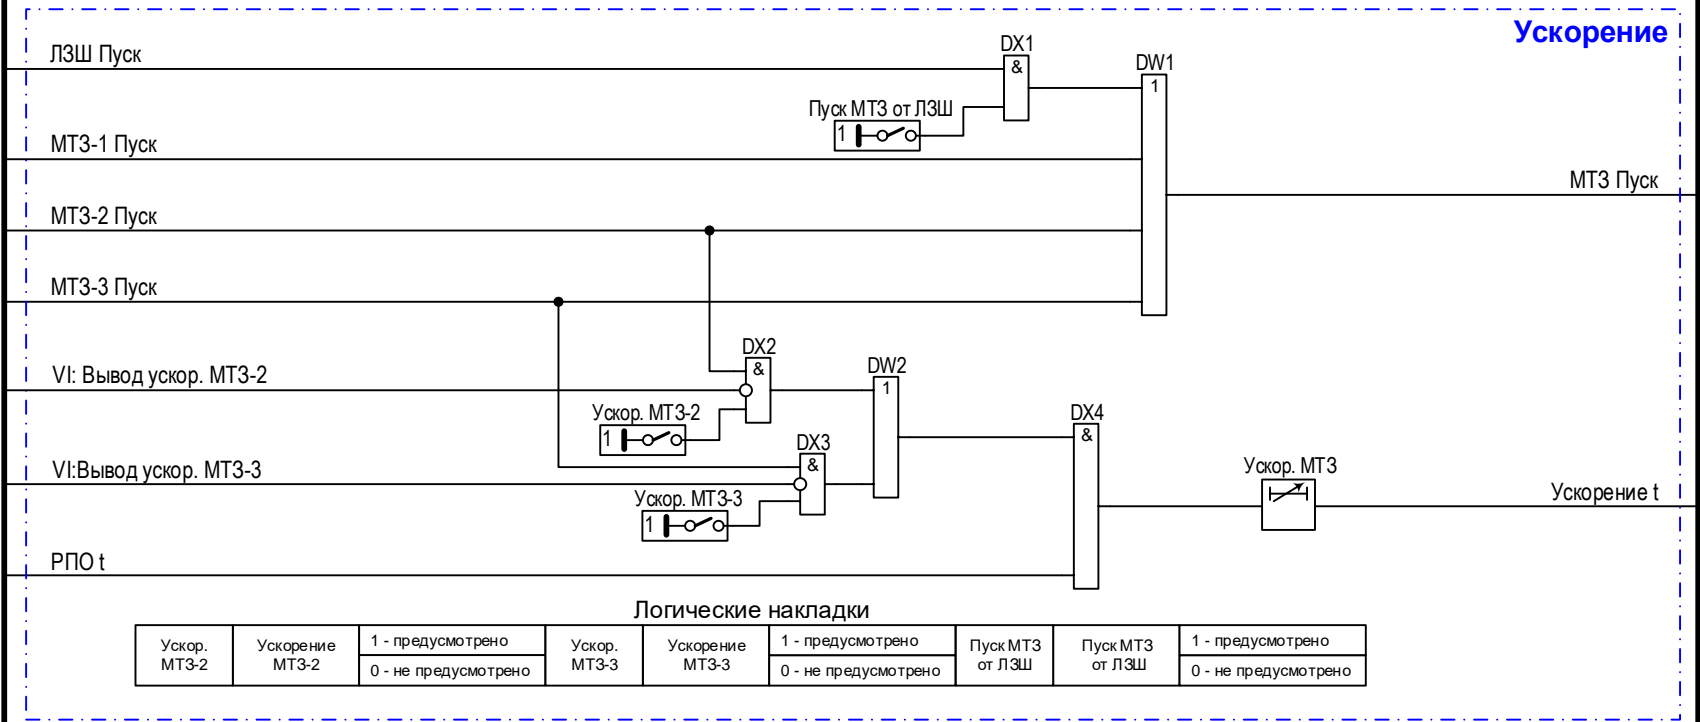 Ускорение
DX1
ЛЗШ Пуск
&
DW1
1
Пуск МТЗ от ЛЗШ
1
МТЗ-1 Пуск
МТЗ Пуск
МТЗ-2 Пуск
МТЗ-3 Пуск
DX2
&
DW2
1
VI: Вывод ускор. МТЗ-2
Ускор. МТЗ-2
1
DX4
&
DX3
&
VI:Вывод ускор. МТЗ-3
Ускор. МТЗ
Ускор. МТЗ-3
1
Ускорение t
РПО t
Логические накладки
Ускор.
МТЗ-2
Ускорение
МТЗ-2
1 - предусмотрено
0 - не предусмотрено
Ускор.
МТЗ-3
Ускорение
МТЗ-3
1 - предусмотрено
0 - не предусмотрено
Пуск МТЗ
от ЛЗШ
Пуск МТЗ
от ЛЗШ
1 - предусмотрено
0 - не предусмотрено